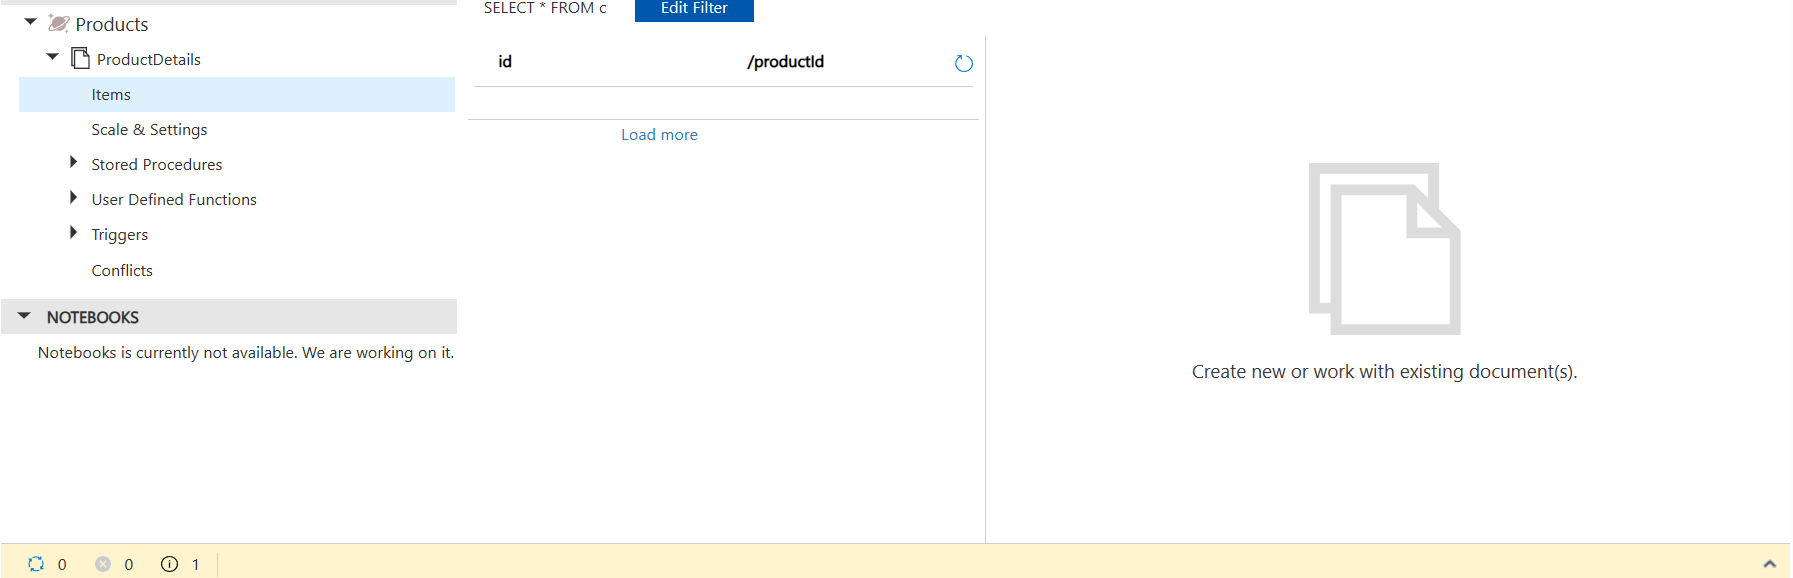 Products
ProductDetails
Items
Scale & Settings
Stored Procedures
User Defined Functions
Triggers
Conflicts
NOTEBOOKS
Notebooks is currently not available. We are working on it.
SELECT * FROM c
Edit Filter
id /productId
Load more
Create new or work with existing document(s).
0 0 1